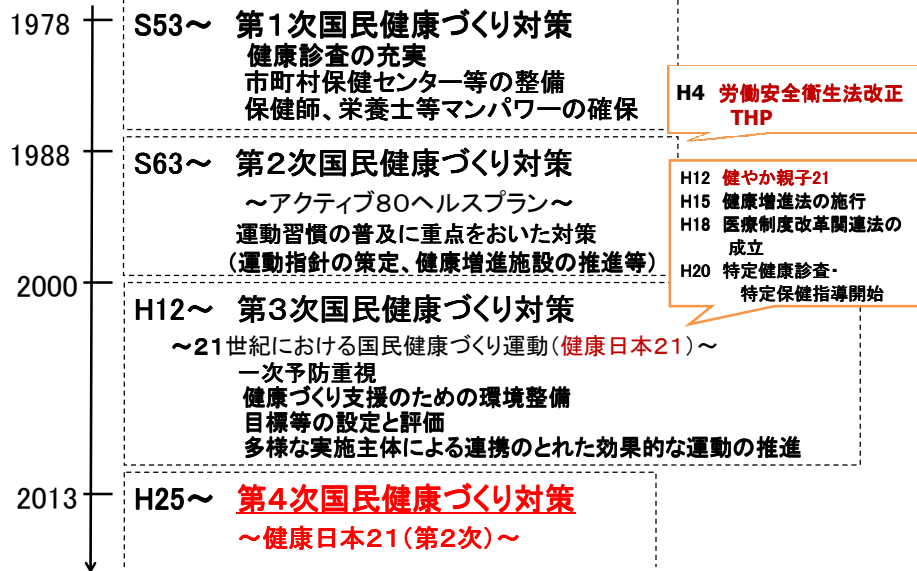 1978
S53～ 第1次国民健康づくり対策
健康診査の充実
市町村保健センター等の整備
保健師、栄養士等マンパワーの確保
H4 労働安全衛生法改正
THP
1988
S63～ 第2次国民健康づくり対策
～アクティブ80ヘルスプラン～
運動習慣の普及に重点をおいた対策
（運動指針の策定、健康増進施設の推進等）
H12 健やか親子21
H15 健康増進法の施行
H18 医療制度改革関連法の
成立
H20 特定健康診査・
特定保健指導開始
2000
H12～ 第3次国民健康づくり対策
～21世紀における国民健康づくり運動（健康日本21）～
一次予防重視
健康づくり支援のための環境整備
目標等の設定と評価
多様な実施主体による連携のとれた効果的な運動の推進
2013
H25～ 第4次国民健康づくり対策
～健康日本21（第2次）～